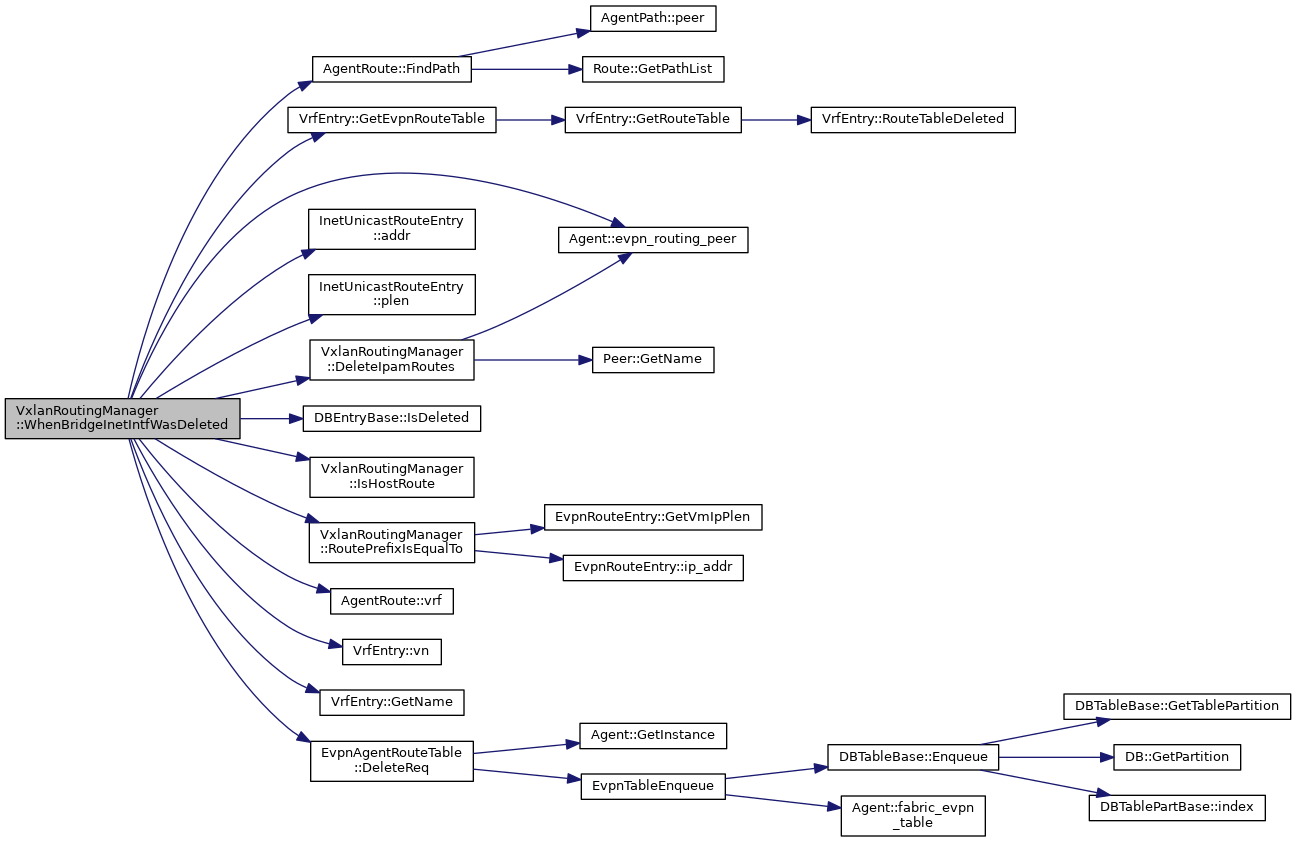 AgentPath::peer
AgentRoute::FindPath
Route::GetPathList
VrfEntry::GetEvpnRouteTable
VrfEntry::GetRouteTable
VrfEntry::RouteTableDeleted
InetUnicastRouteEntry
::addr
Agent::evpn_routing_peer
InetUnicastRouteEntry
::plen
VxlanRoutingManager
::DeleteIpamRoutes
Peer::GetName
VxlanRoutingManager
::WhenBridgeInetIntfWasDeleted
DBEntryBase::IsDeleted
VxlanRoutingManager
::IsHostRoute
VxlanRoutingManager
::RoutePrefixIsEqualTo
EvpnRouteEntry::GetVmIpPlen
EvpnRouteEntry::ip_addr
AgentRoute::vrf
VrfEntry::vn
VrfEntry::GetName
EvpnAgentRouteTable
::DeleteReq
Agent::GetInstance
EvpnTableEnqueue
DBTableBase::Enqueue
DBTableBase::GetTablePartition
DB::GetPartition
DBTablePartBase::index
Agent::fabric_evpn
_table